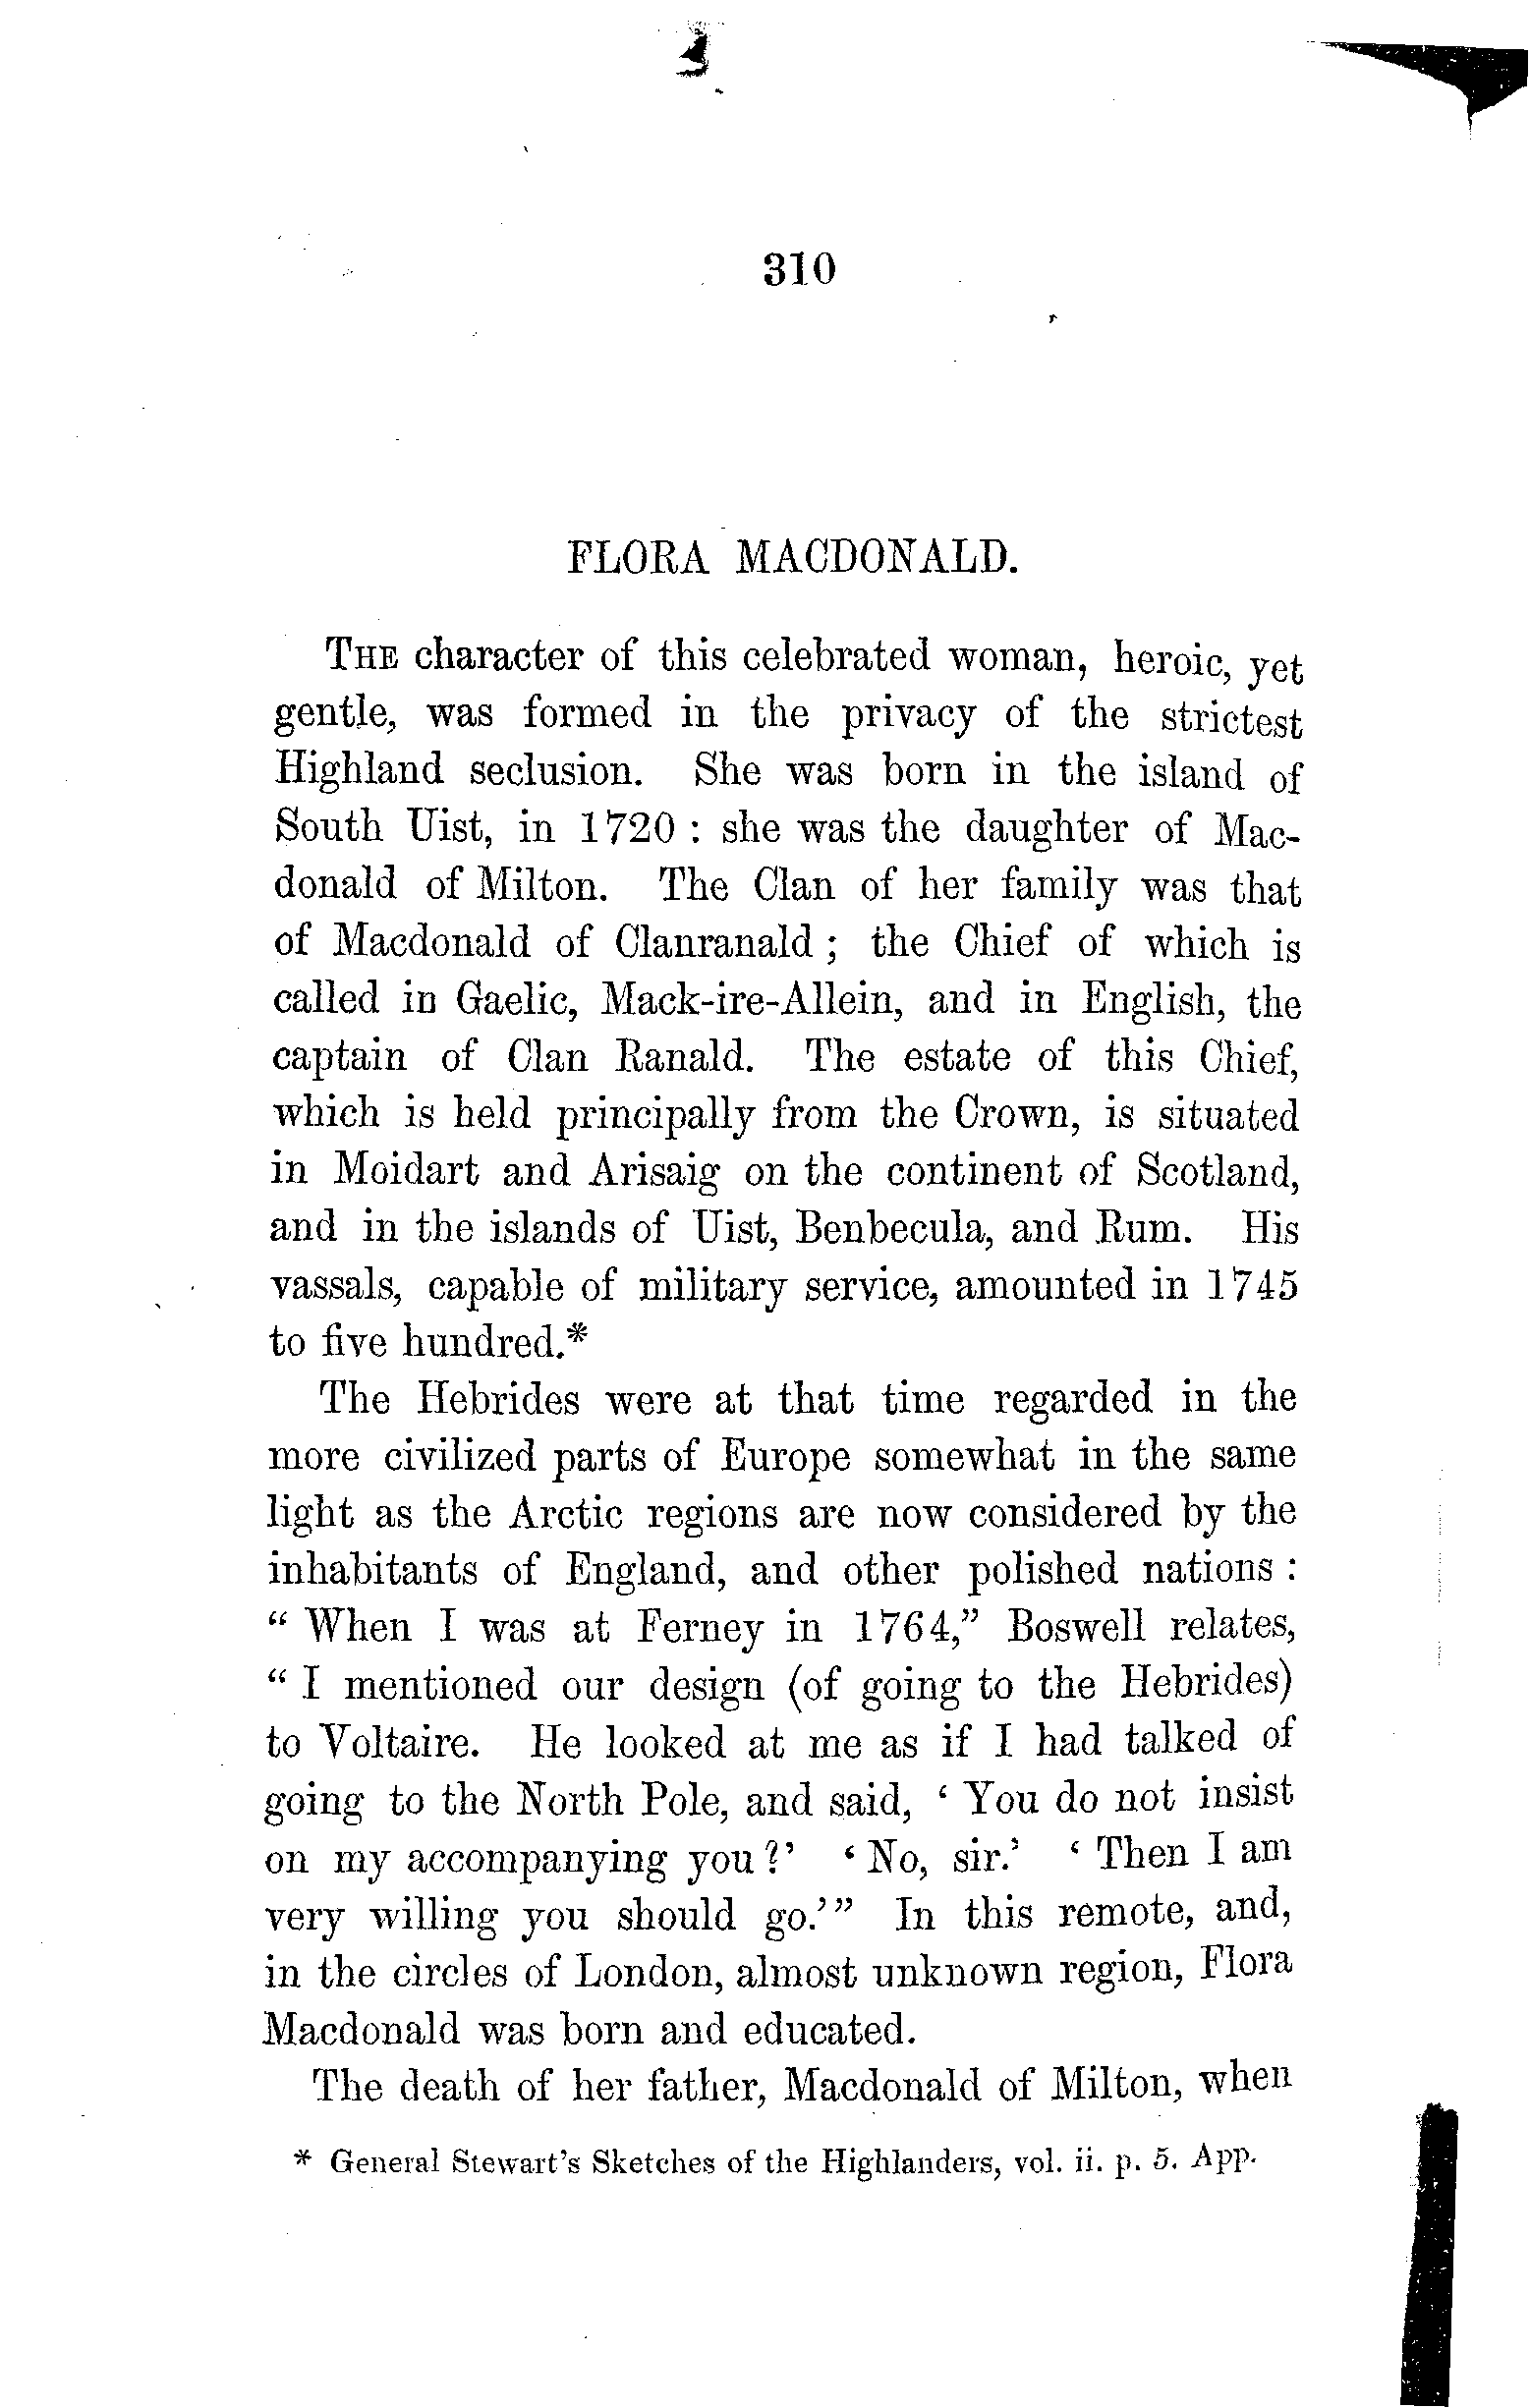 310
FLORA MACDONALD.
THE character of this celebrated woman, heroic, yet
gentle, was formed in the privacy of the strictest
Highland seclusion. She was born in the island of
South Uist, in 1720 : she was the daughter of Mac-
donald of Milton. The Clan of her family was that
of Macdonald of Clanranald ; the Chief of which is
called in Gaelic, Mack-ire-Allein, and in English, the
captain of Clan Ranald. The estate of this Chief,
which is held principally from the Crown, is situated
in Moidart and Arisaig on the continent of Scotland,
and in the islands of Uist, Benbecula, and Rum. His
vassals, capable of military service, amounted in 1745
to five hundred.*
The Hebrides were at that time regarded in the
more civilized parts of Europe somewhat in the same
light as the Arctic regions are now considered by the
inhabitants of England, and other polished nations :
“ When I was at Ferney in 1764,” Boswell relates,
“ I mentioned our design (of going to the Hebrides)
to Voltaire. He looked at me as if I had talked of
going to the North Pole, and said, ‘ You do not insist
on my accompanying you ?’ ‘ No, sir.’ ‘ Then I am
very willing you should go.’” In this remote, and,
in the circles of London, almost unknown region, Flora
Macdonald was born and educated.
The death of her father, Macdonald of Milton, when
* General Stewart’s Sketches of the Highlanders, vol. ii. p. 5. App.